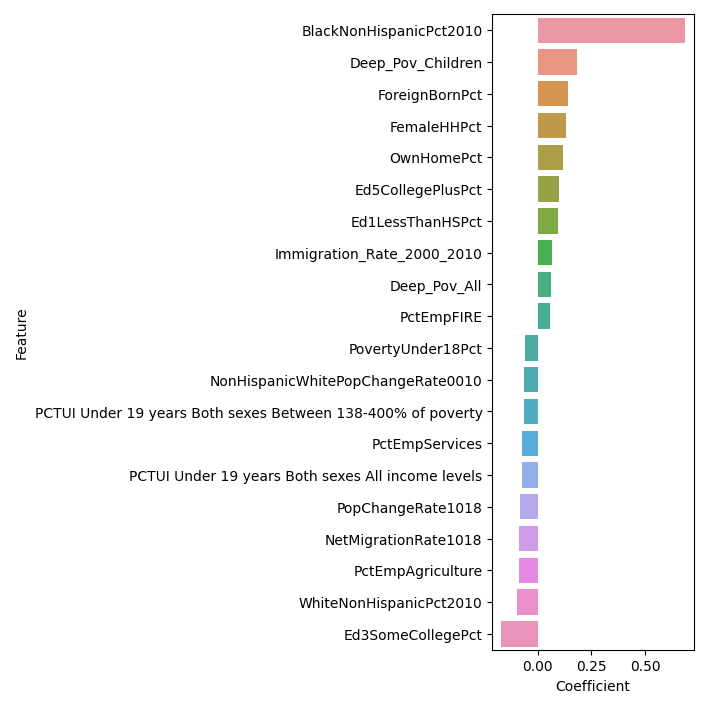 BlackNonHispanicPct2010
Deep_Pov_Children
ForeignBornPct
FemaleHHPct
OwnHomePct
Ed5CollegePlusPct
Ed1LessThanHSPct
Immigration_Rate_2000_2010
Deep_Pov_All
PctEmpFIRE
PovertyUnder18Pct
NonHispanicWhitePopChangeRate0010
PCTUI Under 19 years Both sexes Between 138-400% of poverty
PctEmpServices
PCTUI Under 19 years Both sexes All income levels
PopChangeRate1018
NetMigrationRate1018
PctEmpAgriculture
WhiteNonHispanicPct2010
Ed3SomeCollegePct
Feature
0.00 0.25 0.50
Coefficient